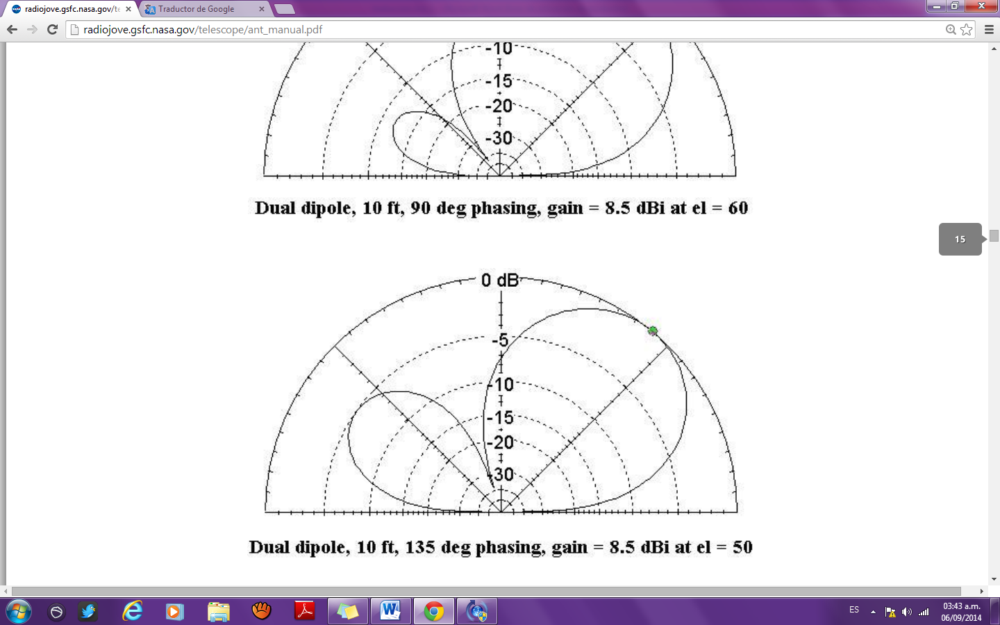 radiojove.gsfc.nasa.gov/te
Traductor de Google
radiojove.gsfc.nasa.gov/telescope/ant_manual.pdf
-10
-15
-20
-30
Dual dipole, 10 ft, 90 deg phasing, gain = 8.5 dBi at el = 60
15
0 dB
-5
-10
-15
-20
-30
Dual dipole, 10 ft, 135 deg phasing, gain = 8.5 dBi at el = 50
ES
03:43 a.m.
06/09/2014